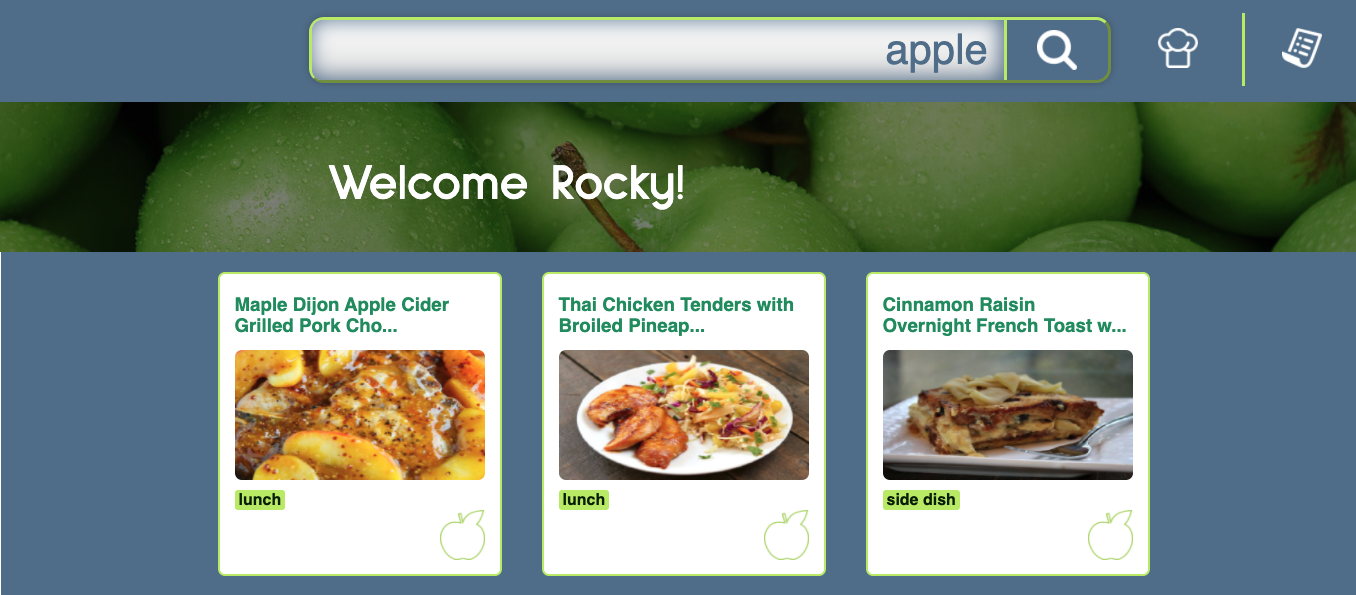 apple
Welcome Rocky!
Maple Dijon Apple Cider
Grilled Pork Cho...
Thai Chicken Tenders with
Broiled Pineap...
Cinnamon Raisin
Overnight French Toast w...
lunch
lunch
side dish